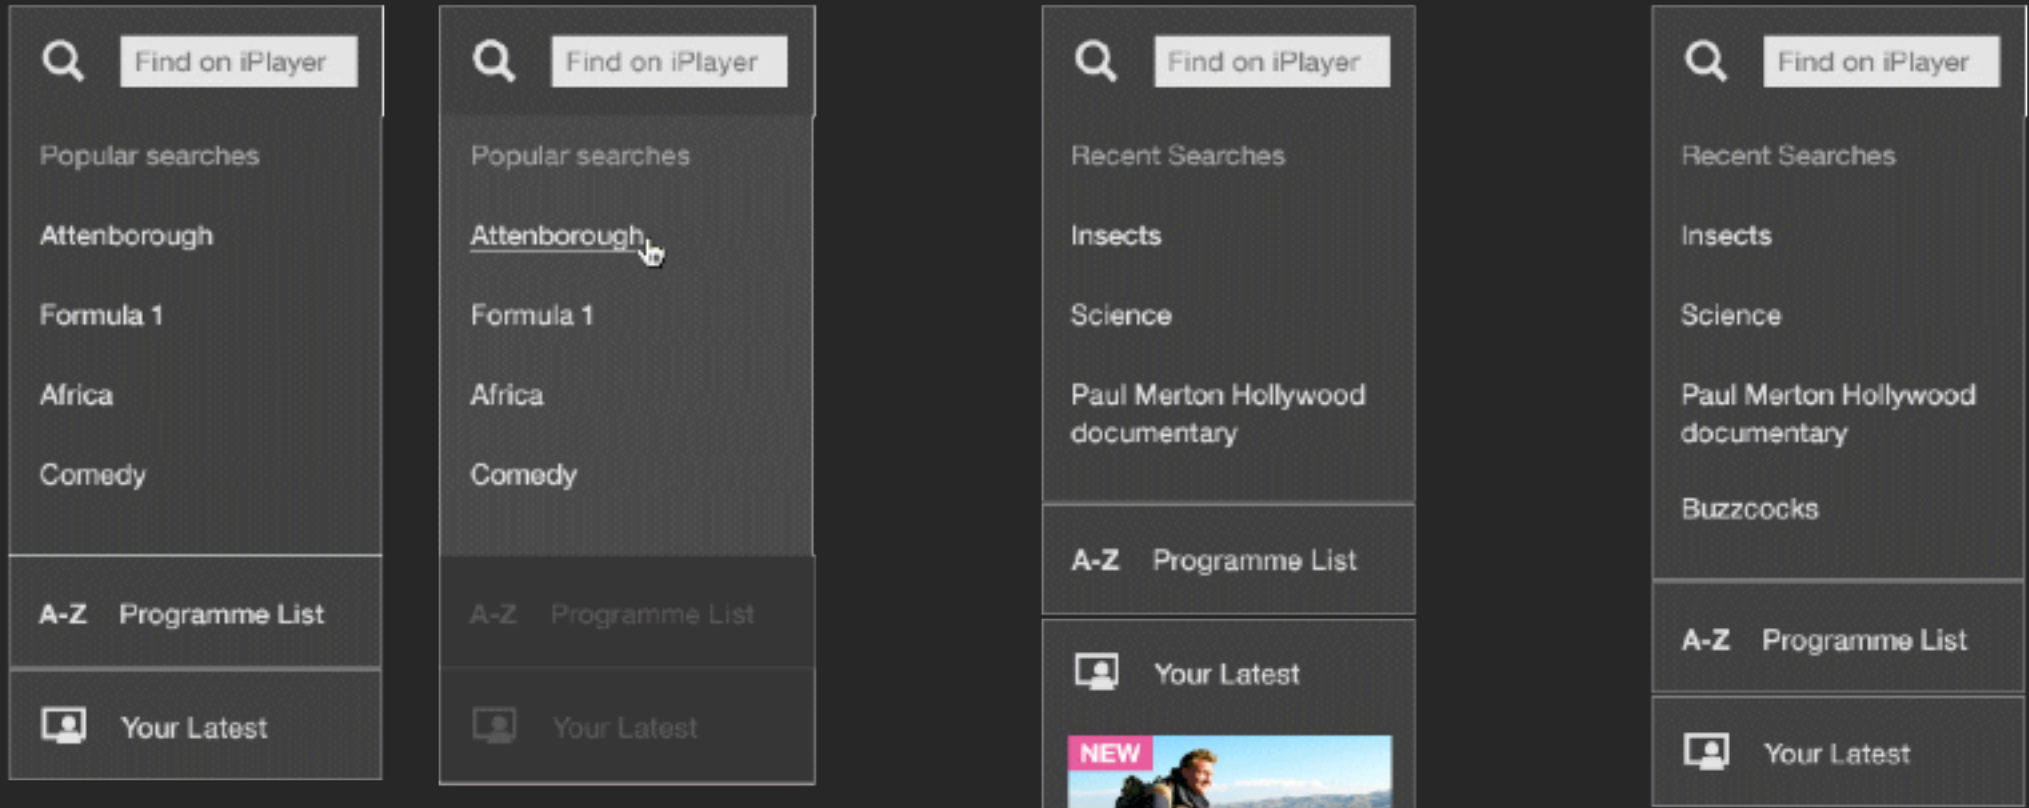 Find on iPlayer
Popular searches
Attenborough
Formula 1
Africa
Comedy
A-Z Programme List
Your Latest
Find on iPlayer
Popular searches
Attenborough
Formula 1
Africa
Comedy
A-Z Programme List
Your Latest
Find on iPlayer
Recent Searches
Insects
Science
Paul Merton Hollywood
documentary
A-Z Programme List
Your Latest
NEW
Find on iPlayer
Recent Searches
Insects
Science
Paul Merton Hollywood
documentary
Buzzcocks
A-Z Programme List
Your Latest